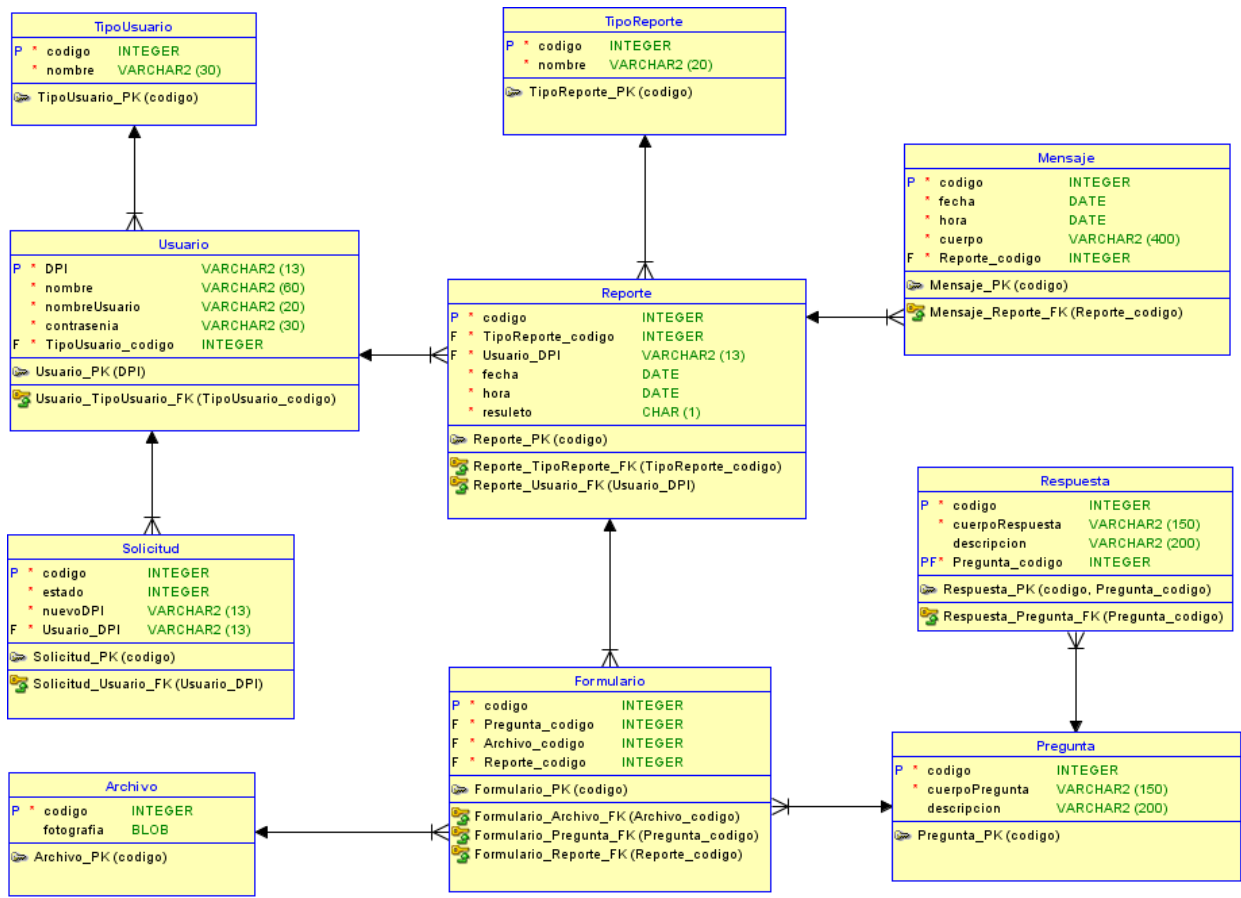 TipoUsuario
P * codigo INTEGER
* nombre VARCHAR2 (30)
TipoUsuario_PK (codigo)
TipoReporte
P * codigo INTEGER
* nombre VARCHAR2 (20)
TipoReporte_PK (codigo)
Mensaje
P * codigo INTEGER
* fecha DATE
* hora DATE
* cuerpo VARCHAR2 (400)
F * Reporte_codigo INTEGER
Mensaje_PK (codigo)
Mensaje_Reporte_FK (Reporte_codigo)
Usuario
P * DPI VARCHAR2 (13)
* nombre VARCHAR2 (60)
* nombreUsuario VARCHAR2 (20)
* contrasenia VARCHAR2 (30)
F * TipoUsuario_codigo INTEGER
Usuario_PK (DPI)
Usuario_TipoUsuario_FK (TipoUsuario_codigo)
Reporte
P * codigo INTEGER
F * TipoReporte_codigo INTEGER
F * Usuario_DPI VARCHAR2 (13)
* fecha DATE
* hora DATE
* resuleto CHAR (1)
Reporte_PK (codigo)
Reporte_TipoReporte_FK (TipoReporte_codigo)
Reporte_Usuario_FK (Usuario_DPI)
Respuesta
P * codigo INTEGER
* cuerpoRespuesta VARCHAR2 (150)
descripcion VARCHAR2 (200)
PF* Pregunta_codigo INTEGER
Respuesta_PK (codigo, Pregunta_codigo)
Respuesta_Pregunta_FK (Pregunta_codigo)
Solicitud
P * codigo INTEGER
* estado INTEGER
* nuevoDPI VARCHAR2 (13)
F * Usuario_DPI VARCHAR2 (13)
Solicitud_PK (codigo)
Solicitud_Usuario_FK (Usuario_DPI)
Formulario
P * codigo INTEGER
F * Pregunta_codigo INTEGER
F * Archivo_codigo INTEGER
F * Reporte_codigo INTEGER
Formulario_PK (codigo)
Formulario_Archivo_FK (Archivo_codigo)
Formulario_Pregunta_FK (Pregunta_codigo)
Formulario_Reporte_FK (Reporte_codigo)
Pregunta
P * codigo INTEGER
* cuerpoPregunta VARCHAR2 (150)
descripcion VARCHAR2 (200)
Pregunta_PK (codigo)
Archivo
P * codigo INTEGER
fotografia BLOB
Archivo_PK (codigo)